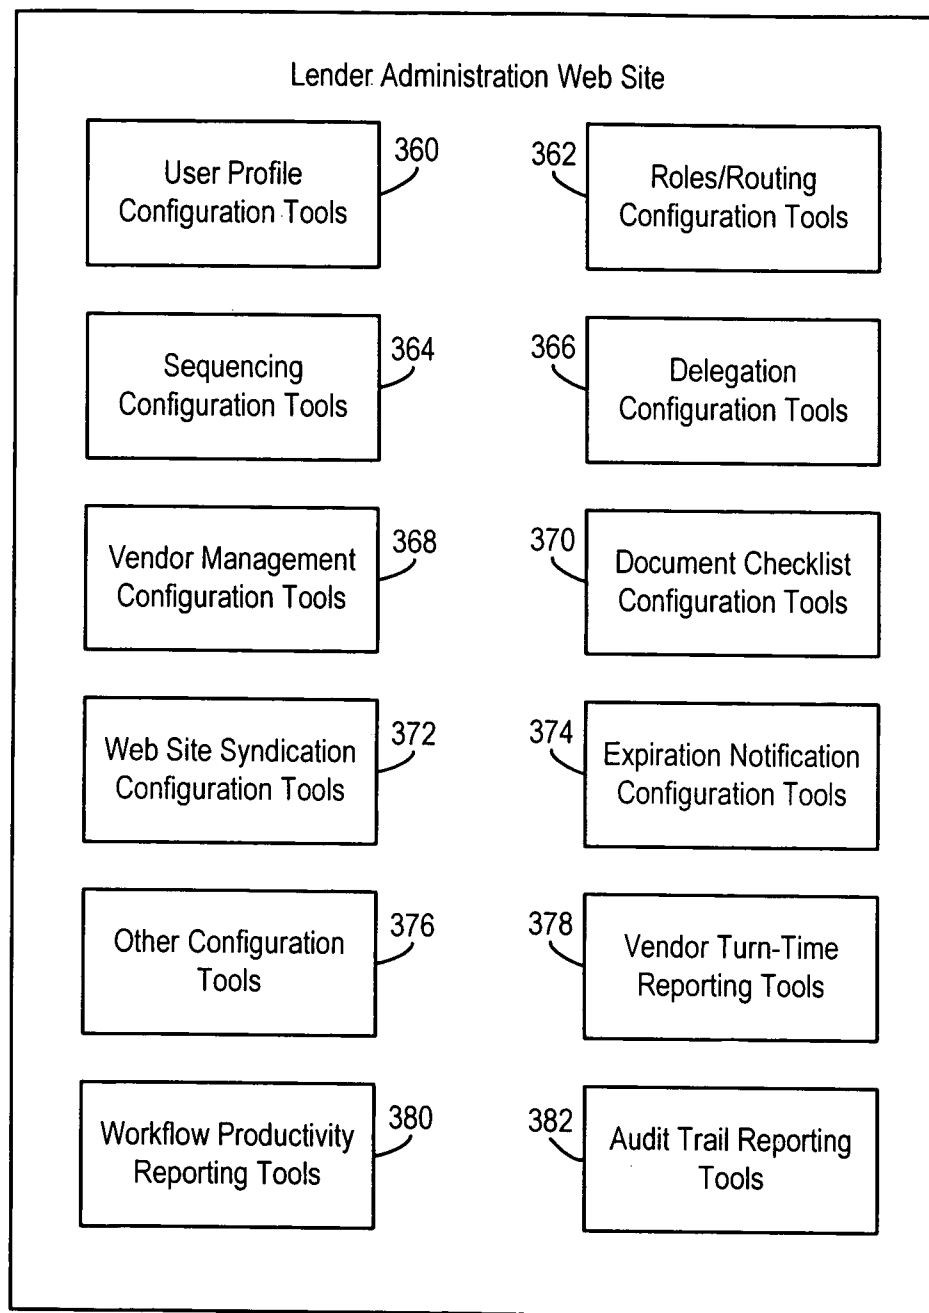 Lender Administration Web Site
User Profile
Configuration Tools
360
362
Roles/Routing
Configuration Tools
Sequencing
Configuration Tools
364
366
Delegation
Configuration Tools
Vendor Management
Configuration Tools
368
370
Document Checklist
Configuration Tools
Web Site Syndication
Configuration Tools
372
374
Expiration Notification
Configuration Tools
Other Configuration
Tools
376
378
Vendor Turn-Time
Reporting Tools
Workflow Productivity
Reporting Tools
380
382
Audit Trail Reporting
Tools